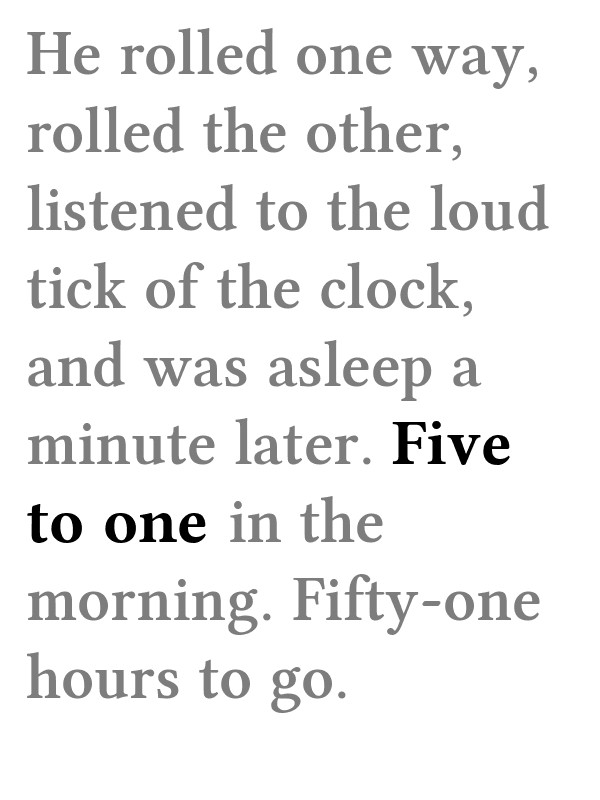 He rolled one way,
rolled the other,
listened to the loud
tick of the clock,
and was asleep a
minute later. Five
to one in the
morning. Fifty-one
hours to go.